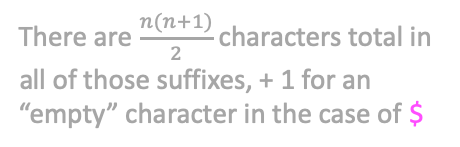 There are n(n+1)/2 characters total in
all of those suffixes, + 1 for an
“empty” character in the case of $